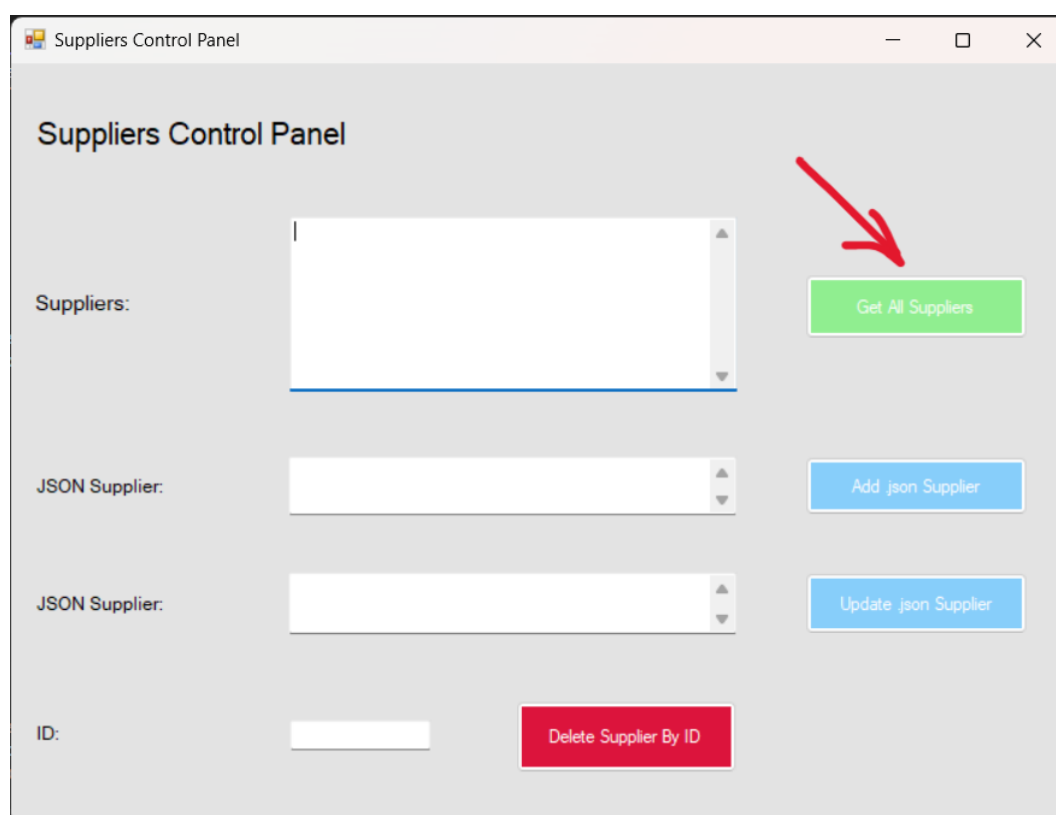 Suppliers Control Panel
Suppliers Control Panel
Suppliers:
Get All Suppliers
JSON Supplier:
Add .json Supplier
JSON Supplier:
Update .json Supplier
ID:
Delete Supplier By ID